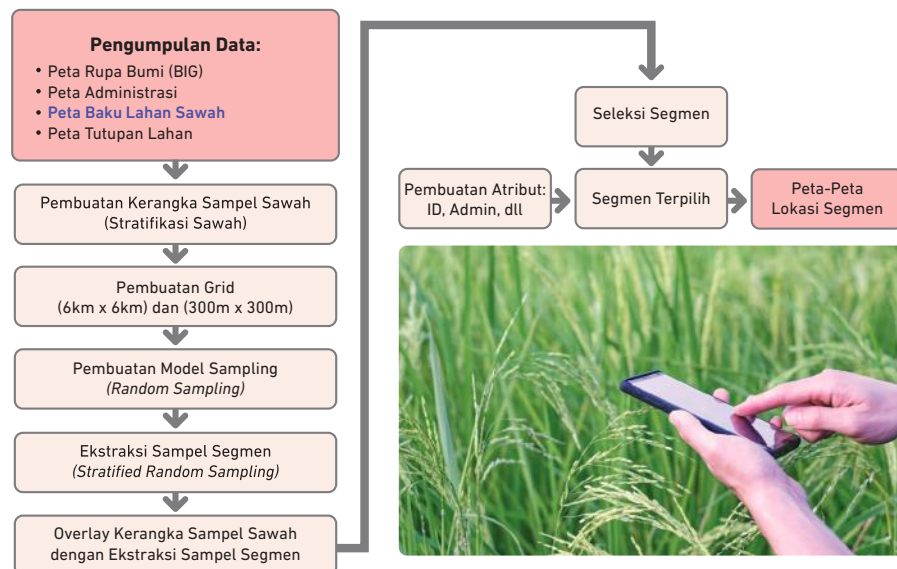 Pengumpulan Data:
• Peta Rupa Bumi (BIG)
• Peta Administrasi
• Peta Baku Lahan Sawah
• Peta Tutupan Lahan
Pembuatan Kerangka Sampel Sawah
(Stratifikasi Sawah)
Pembuatan Grid
(6km x 6km) dan (300m x 300m)
Pembuatan Model Sampling
(Random Sampling)
Ekstraksi Sampel Segmen
(Stratified Random Sampling)
Overlay Kerangka Sampel Sawah
dengan Ekstraksi Sampel Segmen
Seleksi Segmen
Pembuatan Atribut:
ID, Admin, dll
Segmen Terpilih
Peta-Peta
Lokasi Segmen